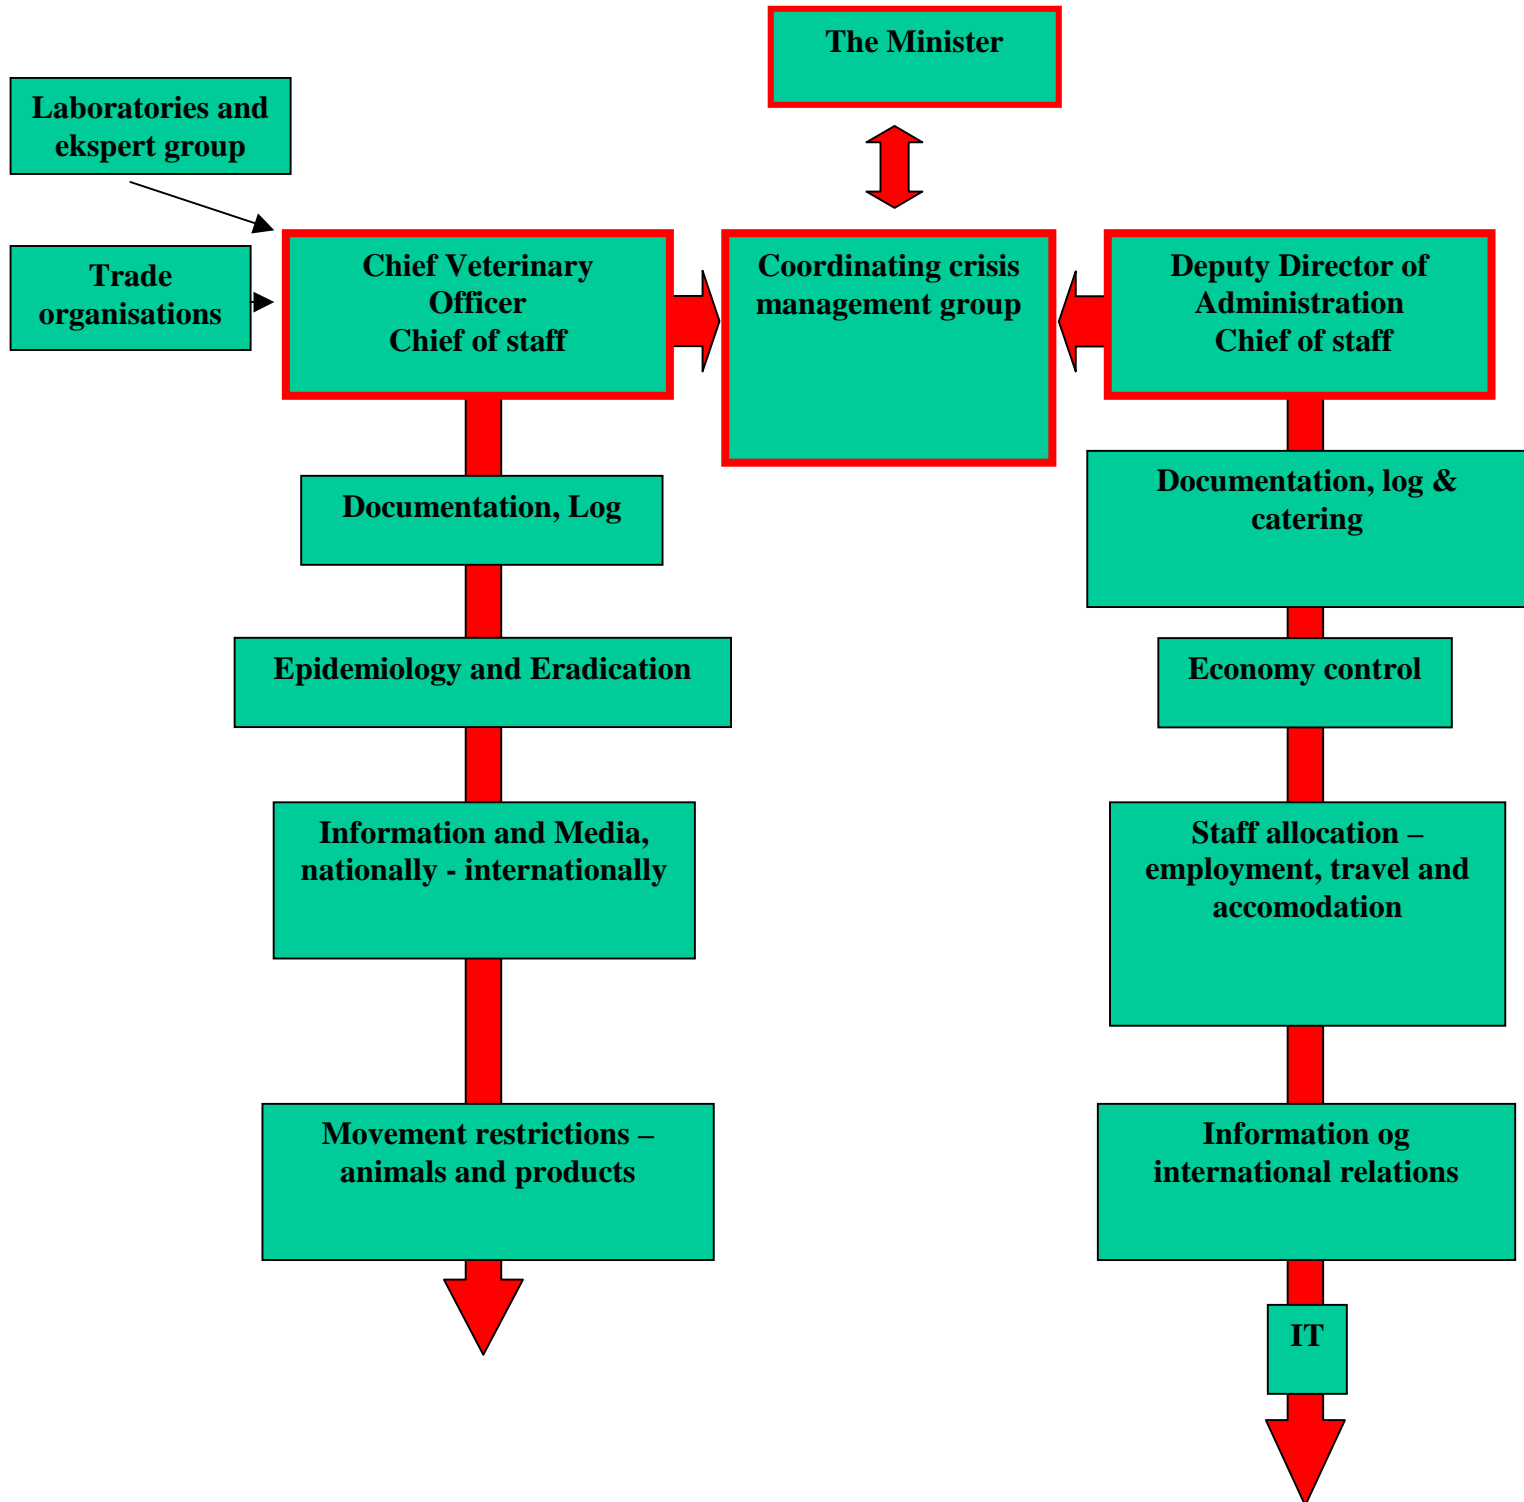 The Minister
Laboratories and
ekspert group
Trade
organisations
Chief Veterinary
Officer
Chief of staff
Coordinating crisis
management group
Deputy Director of
Administration
Chief of staff
Documentation, Log
Documentation, log &
catering
Epidemiology and Eradication
Economy control
Information and Media,
nationally - internationally
Staff allocation –
employment, travel and
accomodation
Movement restrictions –
animals and products
Information og
international relations
IT